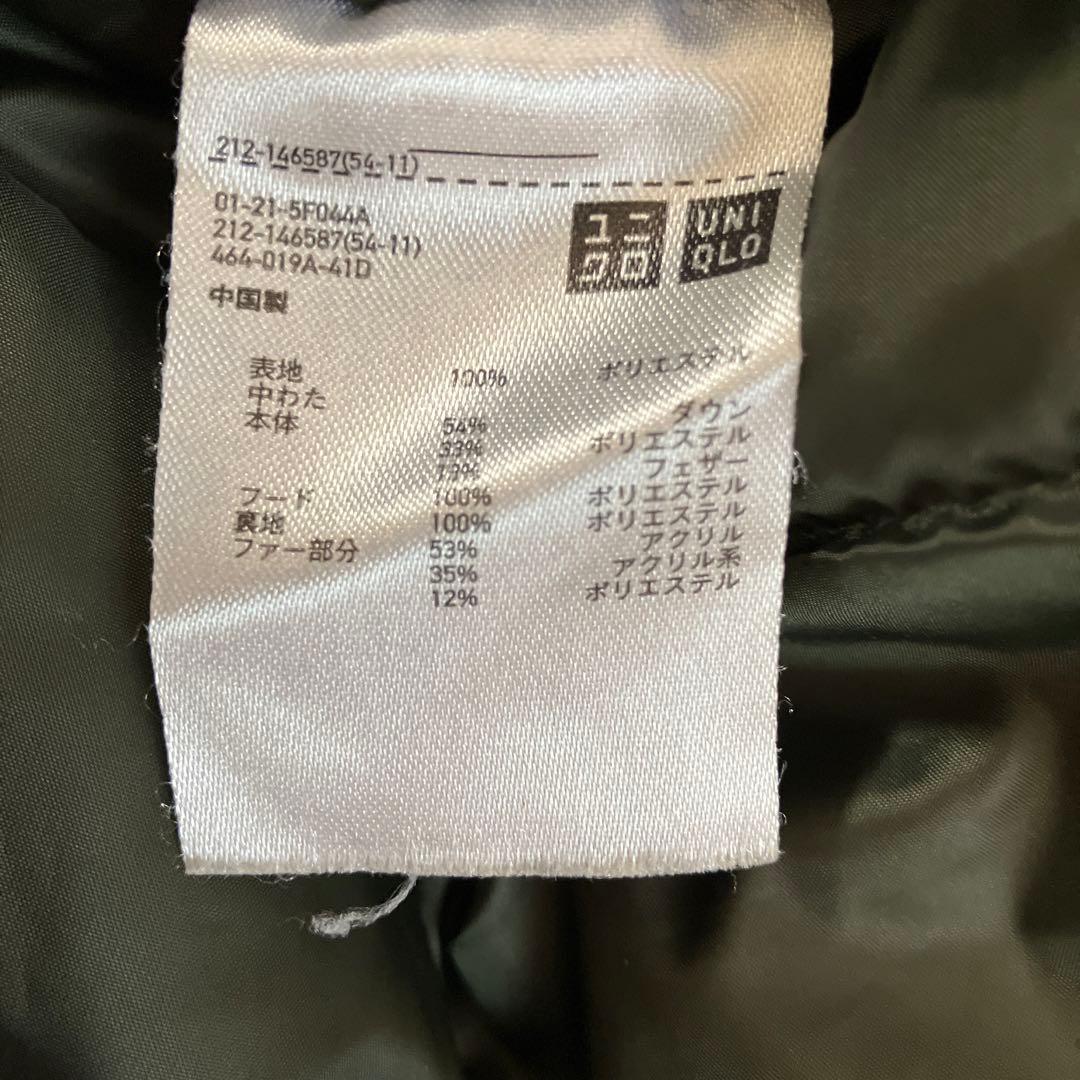 212-146587(54-11)
01-21-5F044A
212-146587(54-11)
464-019A-41D
中国製
ユニ
クロ
UNI
QLO
表地 100% ポリエステル
中わた
本体 54% ダウン
33% ポリエステル
13% フェザー
フード 100% ポリエステル
裏地 100% ポリエステル
ファー部分 53% アクリル
35% アクリル系
12% ポリエステル